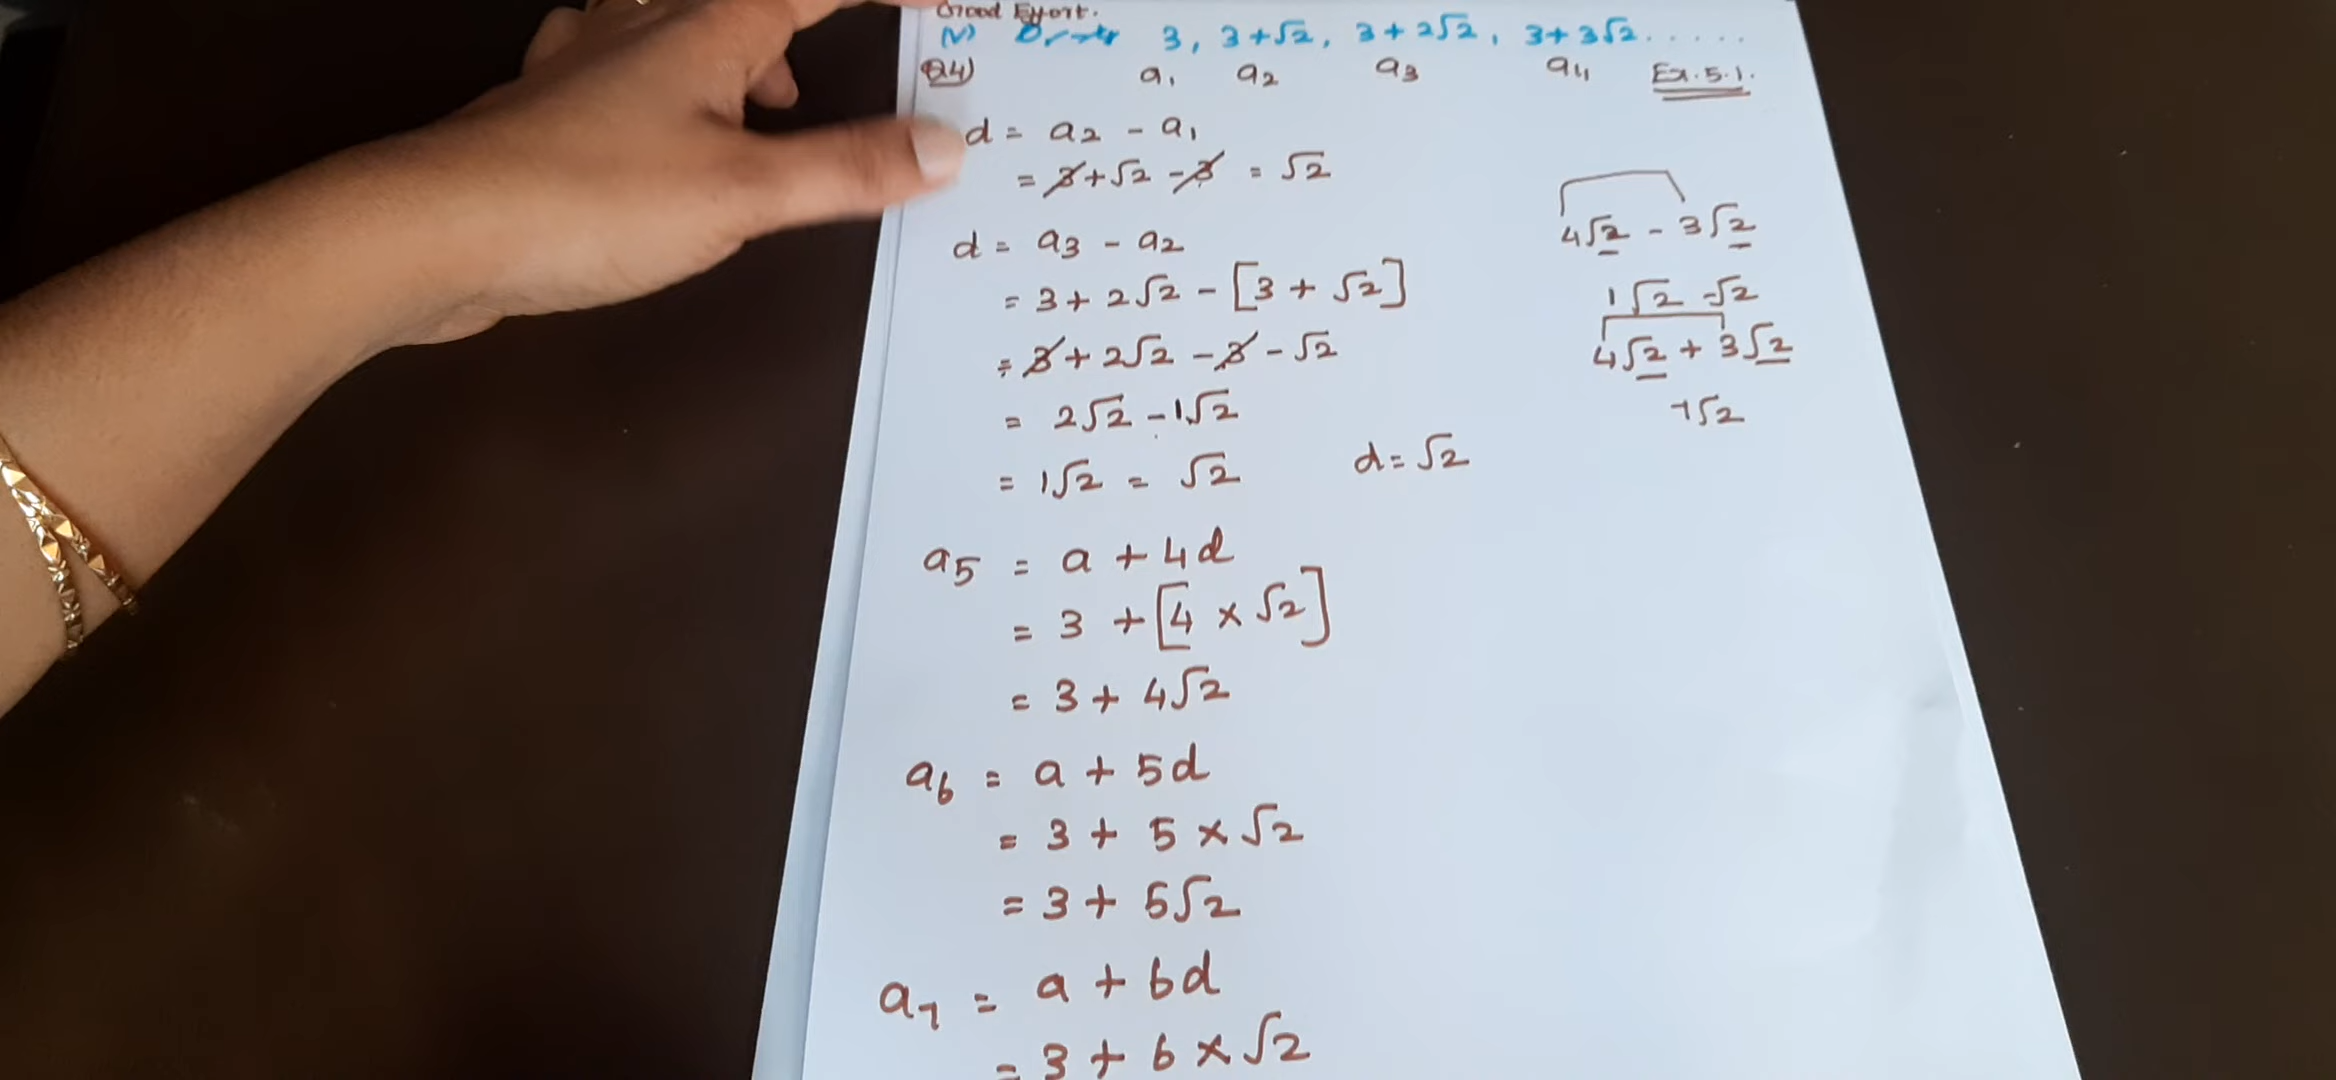 Good Effort.
(V) 3, 3+√2, 3+2√2, 3+3√2.....
Q4) a₁ a₂ a₃ a₄ Ex.5.1.
d = a₂ - a₁
= 3+√2 -3 = √2
d = a₃ - a₂
= 3+ 2√2 - [3 + √2]
= 3+ 2√2 -3 -√2
= 2√2 -1√2
= 1√2 = √2
d=√2
4√2 - 3√2
1√2 =√2
4√2 + 3√2
7√2
a5 = a + 4d
= 3 +[4 × √2]
= 3+ 4√2
a6 = a + 5d
= 3+ 5 × √2
= 3+ 5√2
a7 = a + 6d
= 3 + 6 × √2